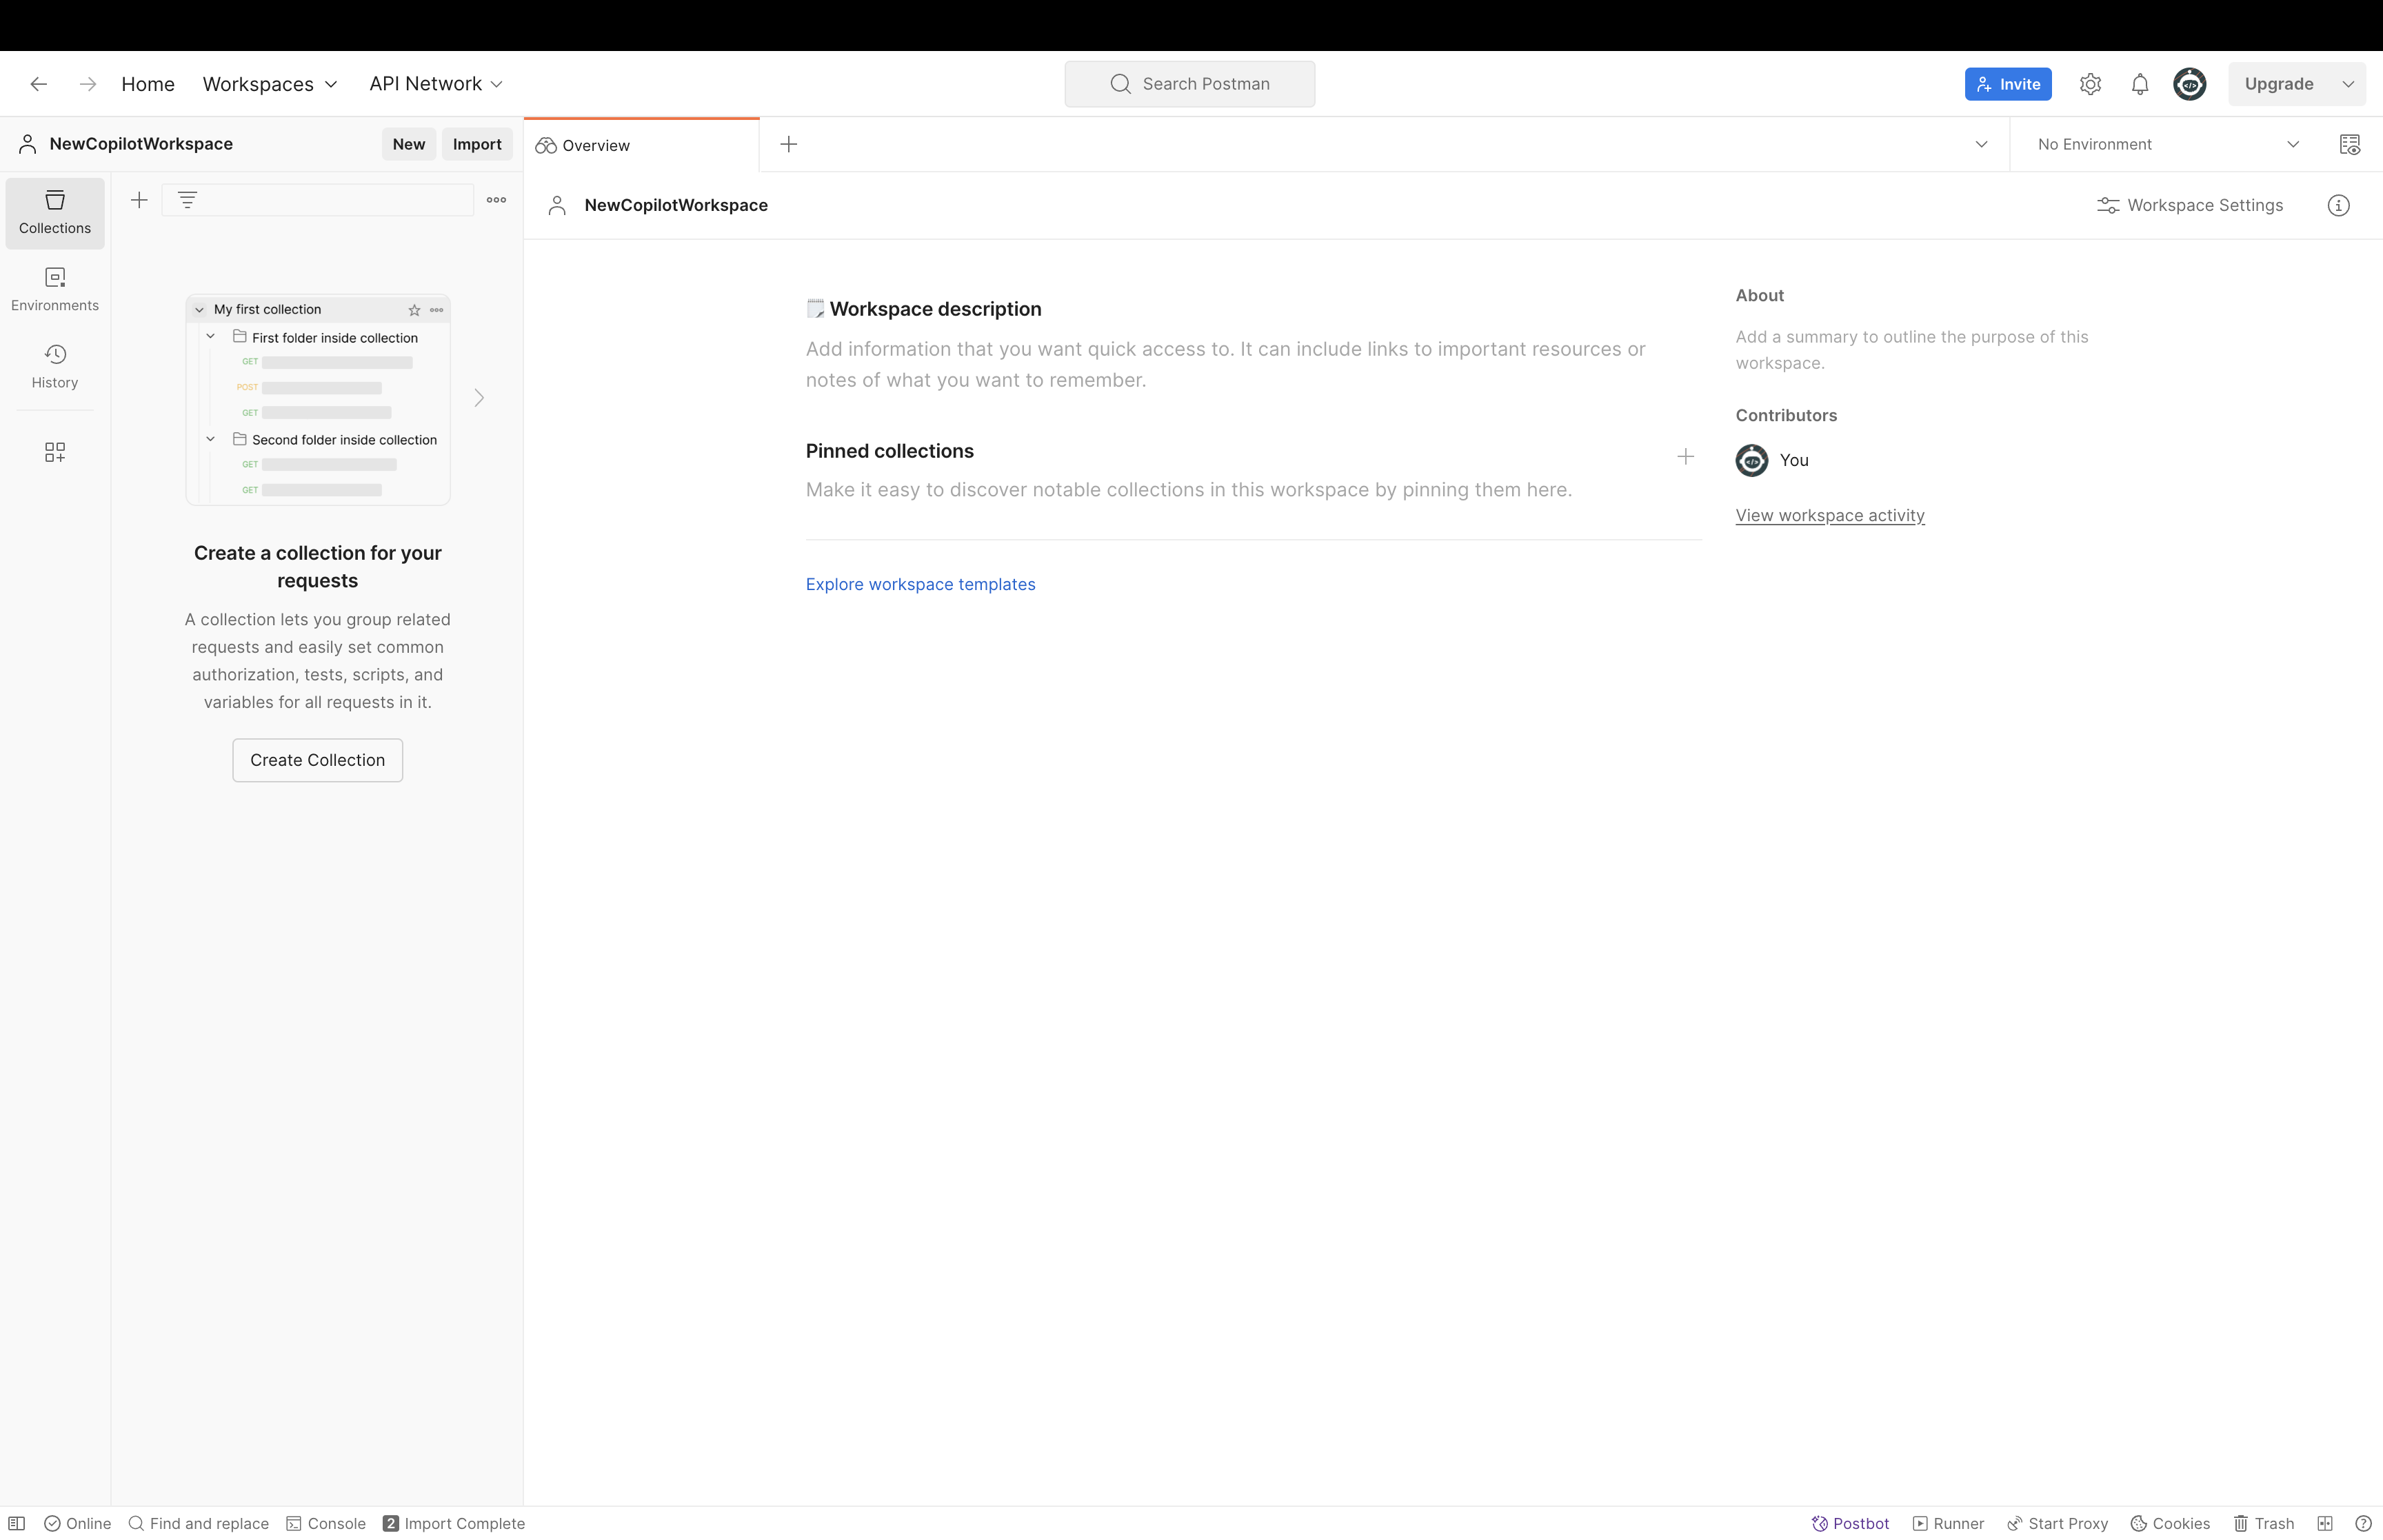 Home
Workspaces
API Network
Search Postman
Invite
Upgrade
NewCopilotWorkspace
New
Import
Overview
No Environment
Collections
Environments
History
NewCopilotWorkspace
Workspace Settings
My first collection
First folder inside collection
GET
POST
GET
Second folder inside collection
GET
GET
Create a collection for your
requests
A collection lets you group related
requests and easily set common
authorization, tests, scripts, and
variables for all requests in it.
Create Collection
Workspace description
Add information that you want quick access to. It can include links to important resources or
notes of what you want to remember.
Pinned collections
Make it easy to discover notable collections in this workspace by pinning them here.
Explore workspace templates
About
Add a summary to outline the purpose of this
workspace.
Contributors
You
View workspace activity
Online
Find and replace
Console
2 Import Complete
Postbot
Runner
Start Proxy
Cookies
Trash